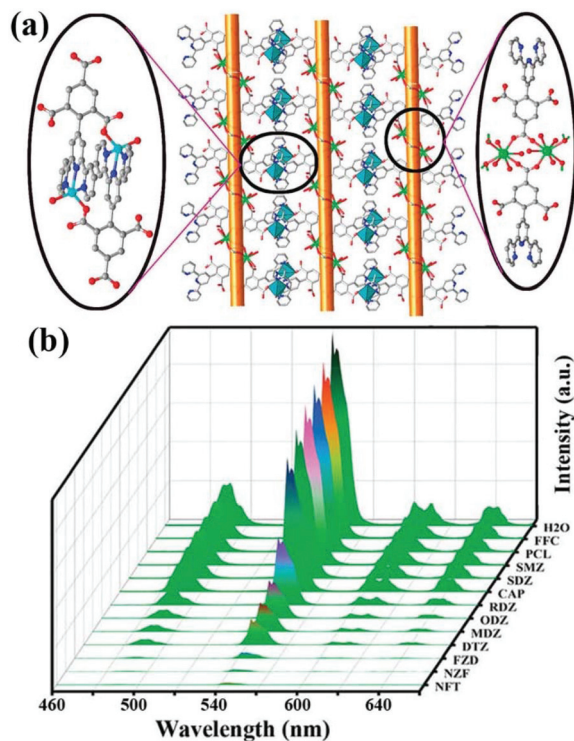 (a)
(b)
Intensity (a.u.)
H2O
FFC
PCL
SMZ
SDZ
CAP
RDZ
ODZ
MDZ
DTZ
FZD
NZF
NFT
460 500 540 580 600 640
Wavelength (nm)